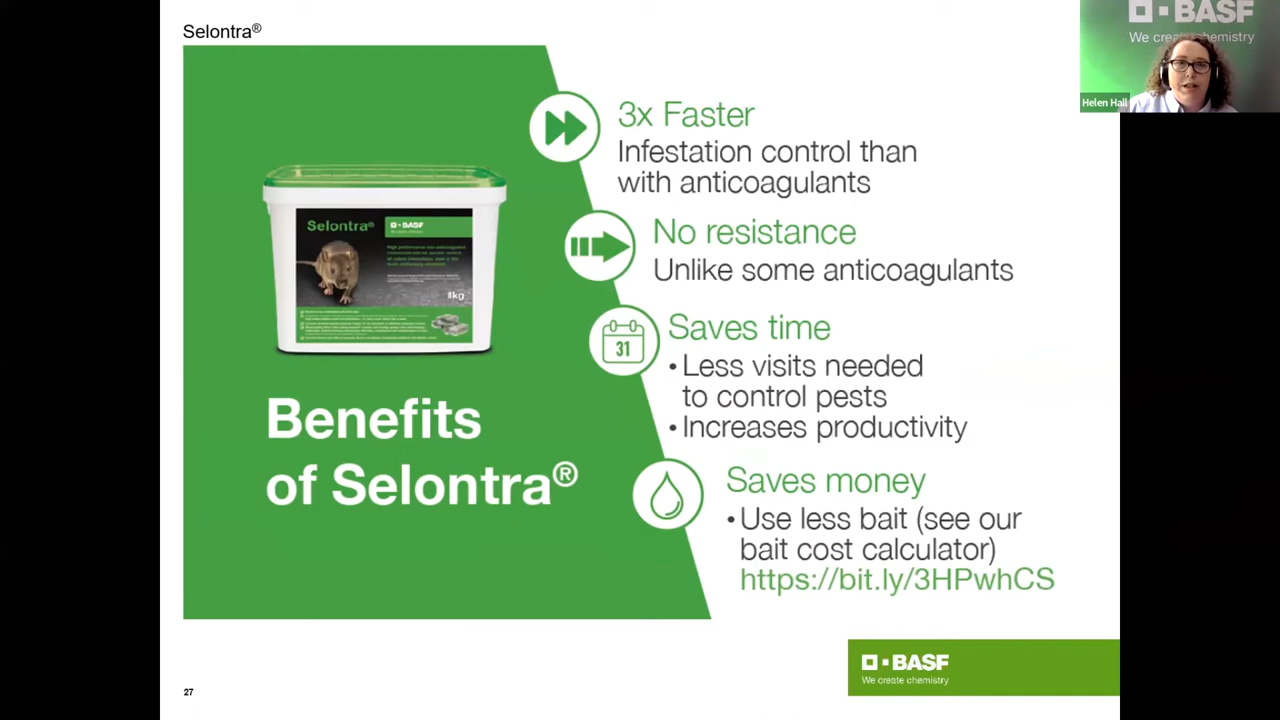 Selontra®
BASF
We create chemistry
Helen Hall
3x Faster
Infestation control than
with anticoagulants
No resistance
Unlike some anticoagulants
31
Saves time
• Less visits needed
to control pests
• Increases productivity
Saves money
• Use less bait (see our
bait cost calculator)
https://bit.ly/3HPwhCS
Selontra®
BASF
1kg
Benefits
of Selontra®
BASF
We create chemistry
27